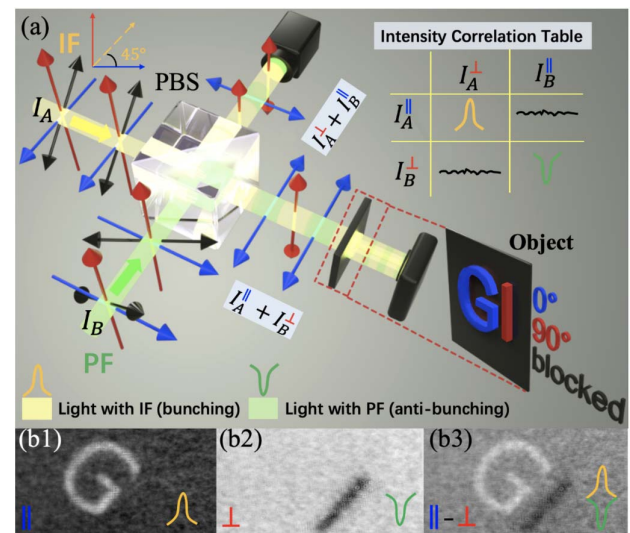 (a)
IF
45°
PBS
I_A
I_B
PF
I_A^⊥ + I_B^∥
I_A^∥ + I_B^⊥
Intensity Correlation Table
I_A^⊥ I_B^∥
I_A^∥
I_B^⊥
Object
GI
0°
90°
blocked
Light with IF (bunching) Light with PF (anti-bunching)
(b1) (b2) (b3)
∥ ⊥ ∥-⊥